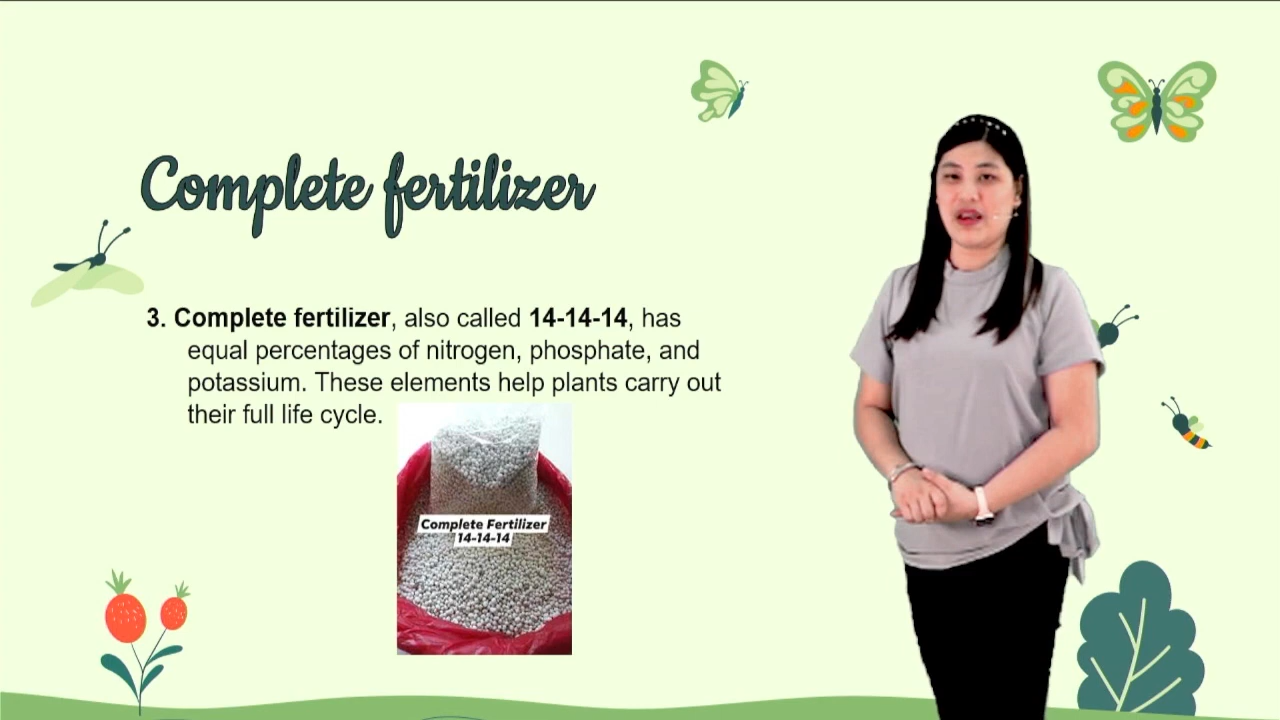 Complete fertilizer
3. Complete fertilizer, also called 14-14-14, has
equal percentages of nitrogen, phosphate, and
potassium. These elements help plants carry out
their full life cycle.
Complete Fertilizer
14-14-14